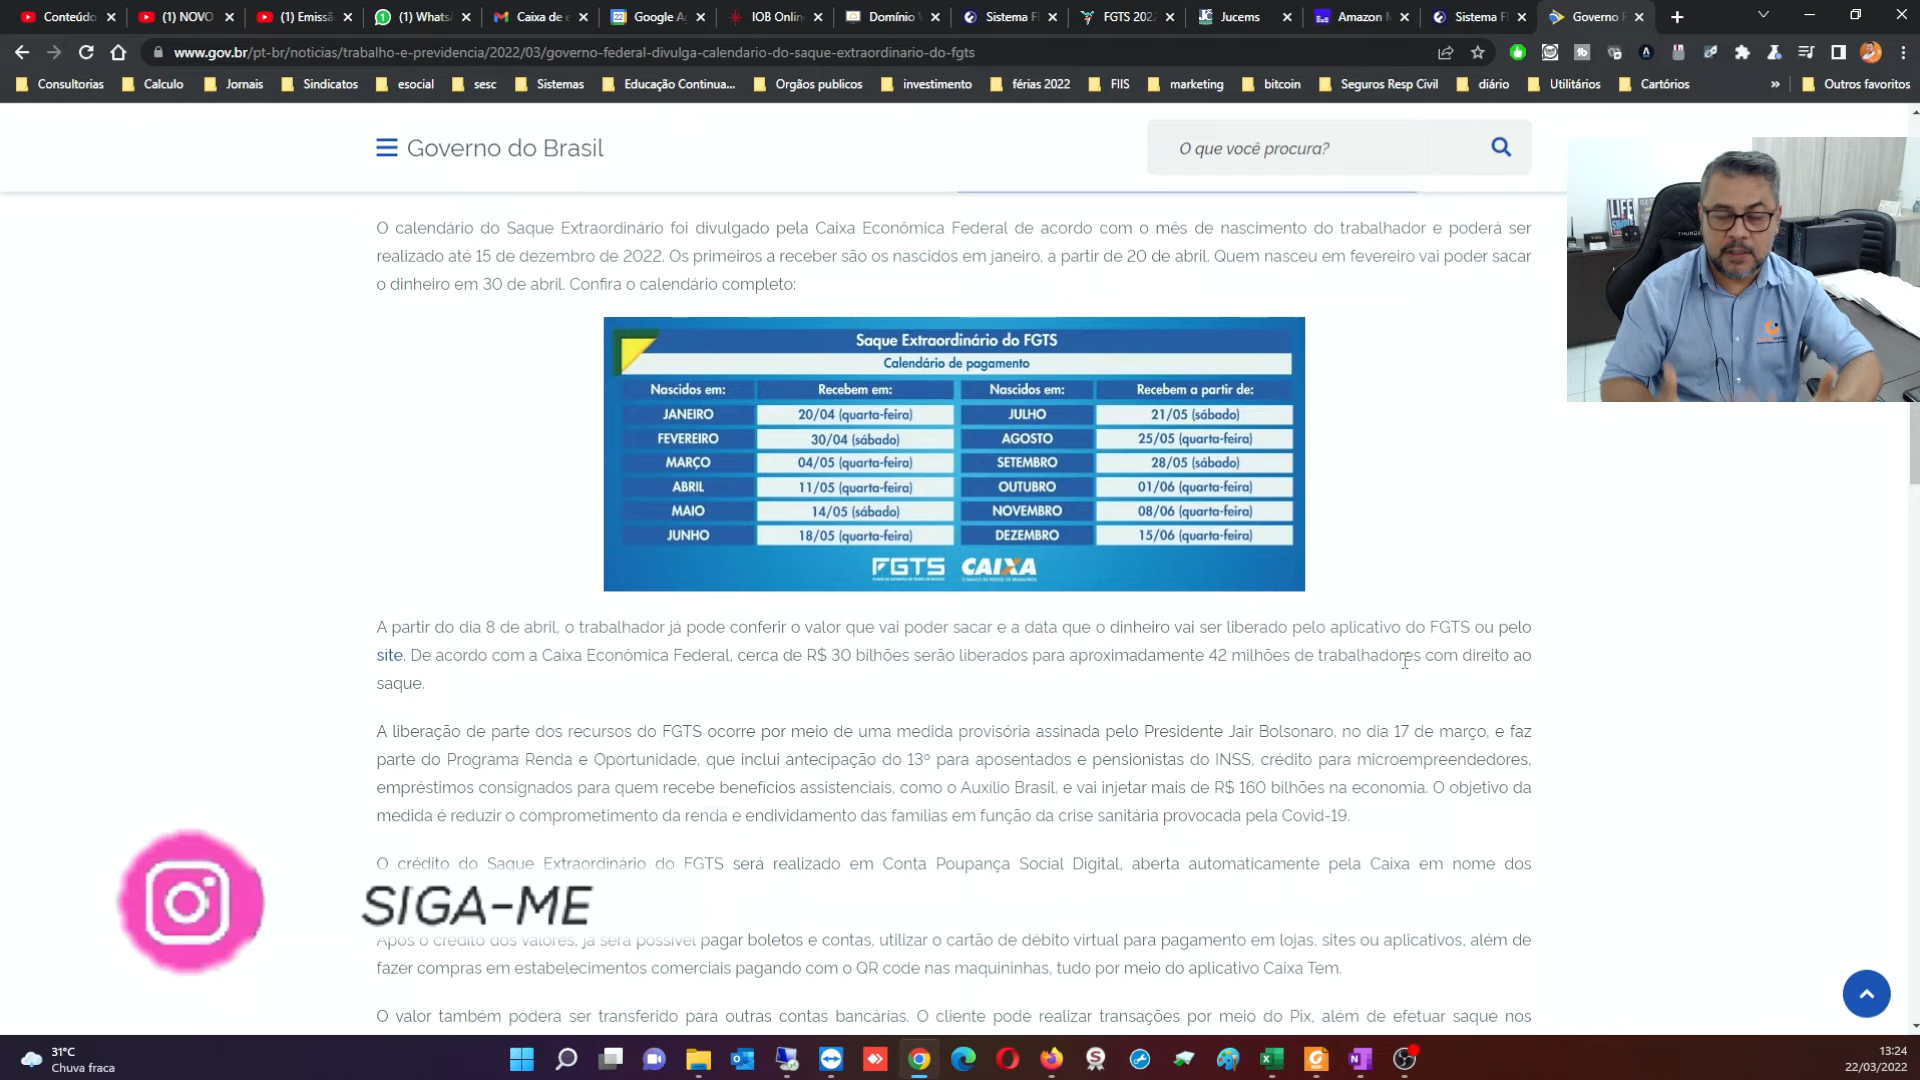 Conteúdo
(1) NOVO
(1) Emissã
(1) Whats
Caixa de e
Google A
IOB Onlin
Domínio
Sistema F
FGTS 202
Jucems
Amazon
Sistema F
Governo F
www.gov.br/pt-br/noticias/trabalho-e-previdencia/2022/03/governo-federal-divulga-calendario-do-saque-extraordinario-do-fgts
Consultorias
Calculo
Jornais
Sindicatos
esocial
sesc
Sistemas
Educação Continua...
Orgãos publicos
investimento
férias 2022
FIIS
marketing
bitcoin
Seguros Resp Civil
diário
Utilitários
Cartórios
»
Outros favoritos
Governo do Brasil
O que você procura?
O calendário do Saque Extraordinário foi divulgado pela Caixa Econômica Federal de acordo com o mês de nascimento do trabalhador e poderá ser
realizado até 15 de dezembro de 2022. Os primeiros a receber são os nascidos em janeiro, a partir de 20 de abril. Quem nasceu em fevereiro vai poder sacar
o dinheiro em 30 de abril. Confira o calendário completo:
Saque Extraordinário do FGTS
Calendário de pagamento
Nascidos em: Recebem em: Nascidos em: Recebem a partir de:
JANEIRO 20/04 (quarta-feira) JULHO 21/05 (sábado)
FEVEREIRO 30/04 (sábado) AGOSTO 25/05 (quarta-feira)
MARÇO 04/05 (quarta-feira) SETEMBRO 28/05 (sábado)
ABRIL 11/05 (quarta-feira) OUTUBRO 01/06 (quarta-feira)
MAIO 14/05 (sábado) NOVEMBRO 08/06 (quarta-feira)
JUNHO 18/05 (quarta-feira) DEZEMBRO 15/06 (quarta-feira)
FGTS CAIXA
A partir do dia 8 de abril, o trabalhador já pode conferir o valor que vai poder sacar e a data que o dinheiro vai ser liberado pelo aplicativo do FGTS ou pelo
site. De acordo com a Caixa Econômica Federal, cerca de R$ 30 bilhões serão liberados para aproximadamente 42 milhões de trabalhadores com direito ao
saque.
A liberação de parte dos recursos do FGTS ocorre por meio de uma medida provisória assinada pelo Presidente Jair Bolsonaro, no dia 17 de março, e faz
parte do Programa Renda e Oportunidade, que inclui antecipação do 13º para aposentados e pensionistas do INSS, crédito para microempreendedores,
empréstimos consignados para quem recebe benefícios assistenciais, como o Auxílio Brasil, e vai injetar mais de R$ 160 bilhões na economia. O objetivo da
medida é reduzir o comprometimento da renda e endividamento das famílias em função da crise sanitária provocada pela Covid-19.
O crédito do Saque Extraordinário do FGTS será realizado em Conta Poupança Social Digital, aberta automaticamente pela Caixa em nome dos
SIGA-ME
Após o crédito dos valores, já será possível pagar boletos e contas, utilizar o cartão de débito virtual para pagamento em lojas, sites ou aplicativos, além de
fazer compras em estabelecimentos comerciais pagando com o QR code nas maquininhas, tudo por meio do aplicativo Caixa Tem.
O valor também poderá ser transferido para outras contas bancárias. O cliente pode realizar transações por meio do Pix, além de efetuar saque nos
31°C
Chuva fraca
13:24
22/03/2022